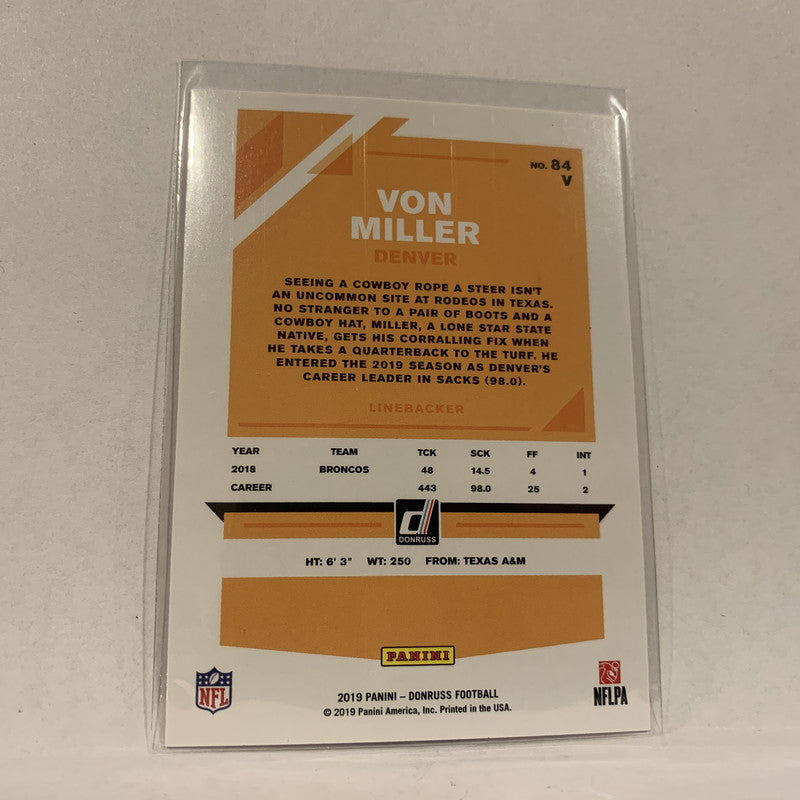 NO. 84
V
VON
MILLER
DENVER
SEEING A COWBOY ROPE A STEER ISN'T
AN UNCOMMON SITE AT RODEOS IN TEXAS.
NO STRANGER TO A PAIR OF BOOTS AND A
COWBOY HAT, MILLER, A LONE STAR STATE
NATIVE, GETS HIS CORRALLING FIX WHEN
HE TAKES A QUARTERBACK TO THE TURF. HE
ENTERED THE 2019 SEASON AS DENVER'S
CAREER LEADER IN SACKS (98.0).
LINEBACKER
YEAR TEAM TCK SCK FF INT
2018 BRONCOS 48 14.5 4 1
CAREER 443 98.0 25 2
d
DONRUSS
HT: 6' 3" WT: 250 FROM: TEXAS A&M
PANINI
NFL
NFLPA
2019 PANINI – DONRUSS FOOTBALL
© 2019 Panini America, Inc. Printed in the USA.